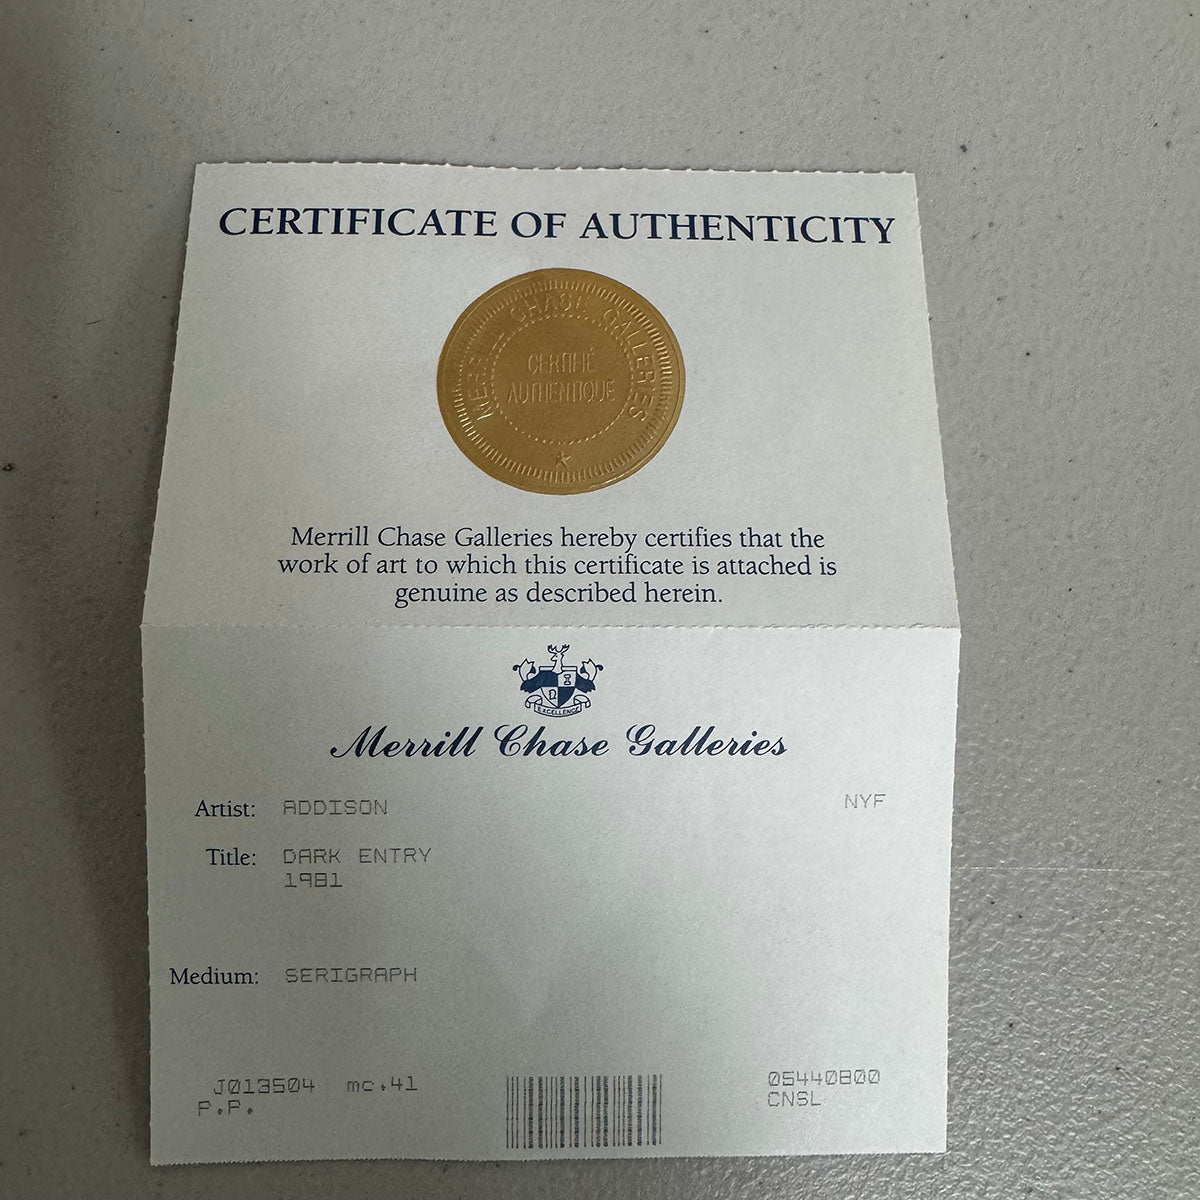 CERTIFICATE OF AUTHENTICITY
MERRILL CHASE GALLERIES
CERTIFIÉ
AUTHENTIQUE
Merrill Chase Galleries hereby certifies that the
work of art to which this certificate is attached is
genuine as described herein.
EXCELLENCE
Merrill Chase Galleries
Artist: ADDISON NYF
Title: DARK ENTRY
1981
Medium: SERIGRAPH
J013504 mc.41 05440800
P.P. CNSL